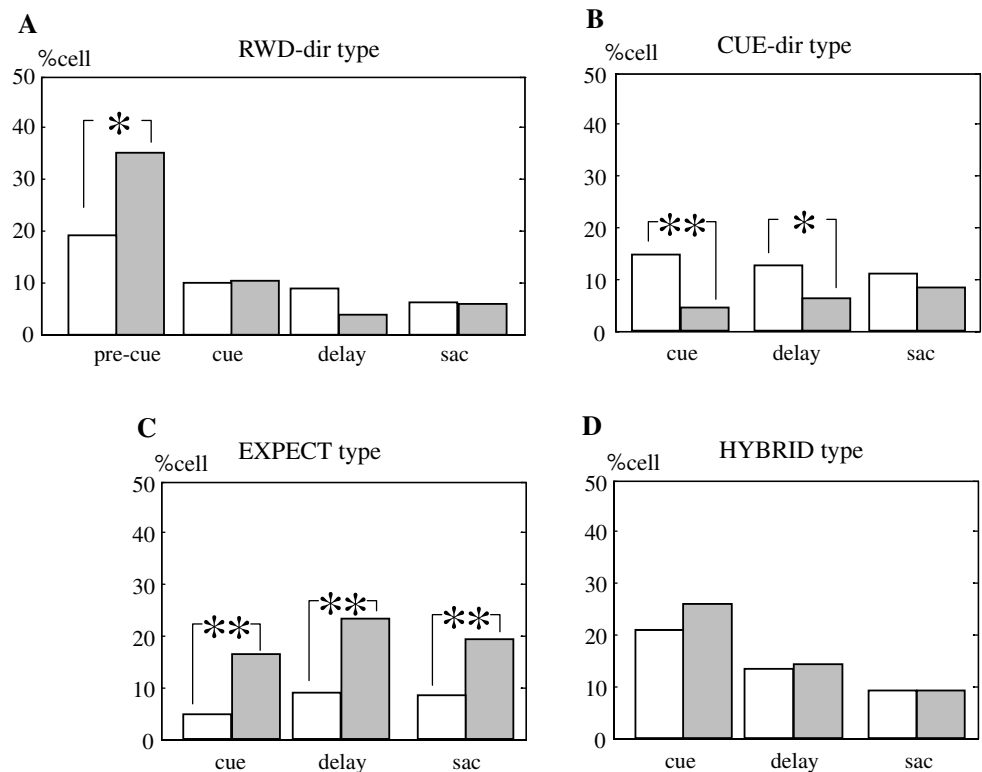 A
RWD-dir type
%cell
50
40
30
20
10
0
*
pre-cue cue delay sac
B
CUE-dir type
%cell
50
40
30
20
10
0
** *
cue delay sac
C
EXPECT type
%cell
50
40
30
20
10
0
** ** **
cue delay sac
D
HYBRID type
%cell
50
40
30
20
10
0
cue delay sac